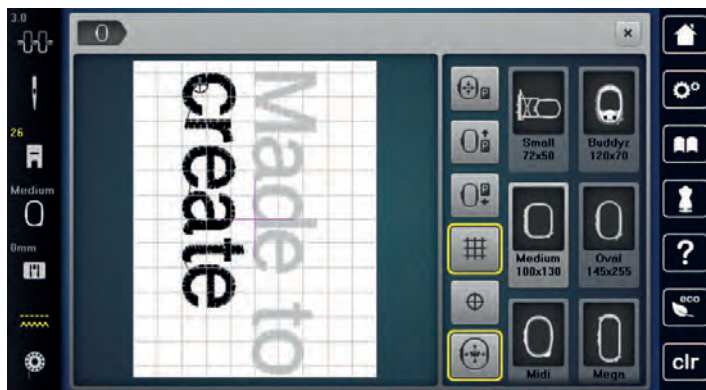 3.0
26
Medium
0mm
Made to
create
P
P
P
Small
72x50
Buddyz
120x70
Medium
100x130
Oval
145x255
Midi
Mega
?
eco
clr